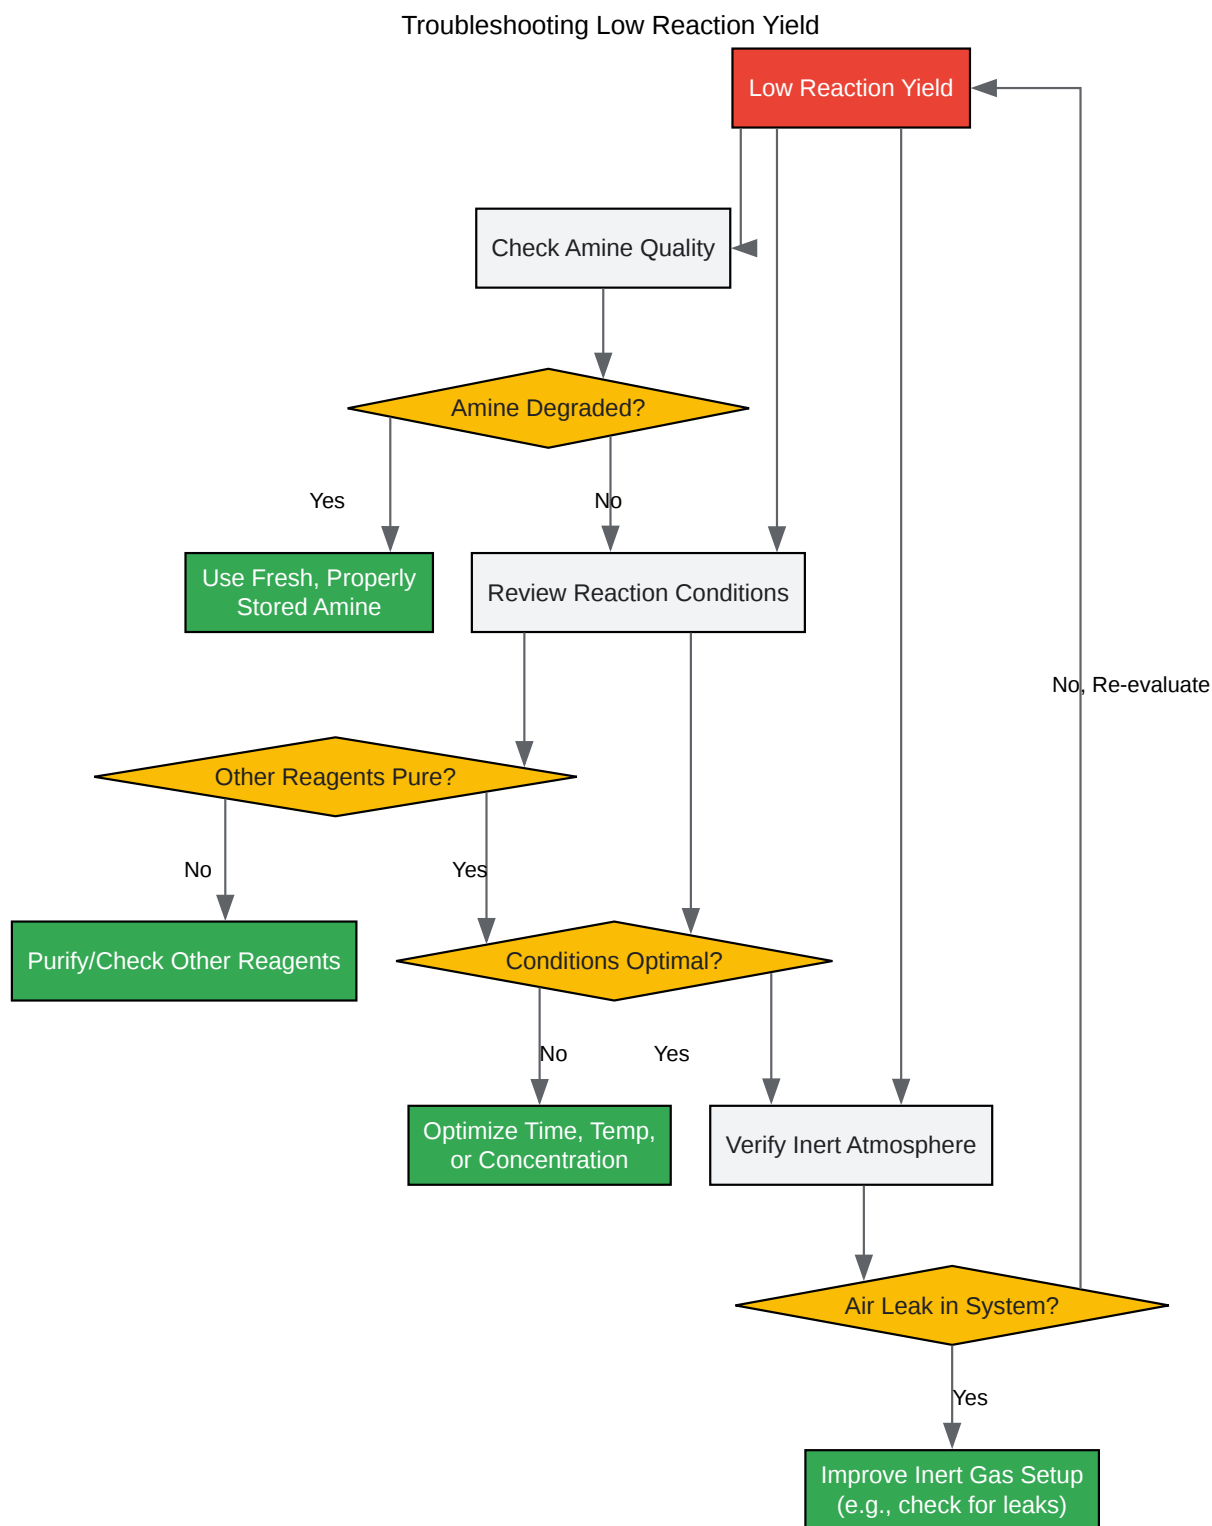 Troubleshooting Low Reaction Yield
Low Reaction Yield
Check Amine Quality
Amine Degraded?
Yes
No
Use Fresh, Properly
Stored Amine
Review Reaction Conditions
No, Re-evaluate
Other Reagents Pure?
No
Yes
Purify/Check Other Reagents
Conditions Optimal?
No
Yes
Optimize Time, Temp,
or Concentration
Verify Inert Atmosphere
Air Leak in System?
Yes
Improve Inert Gas Setup
(e.g., check for leaks)